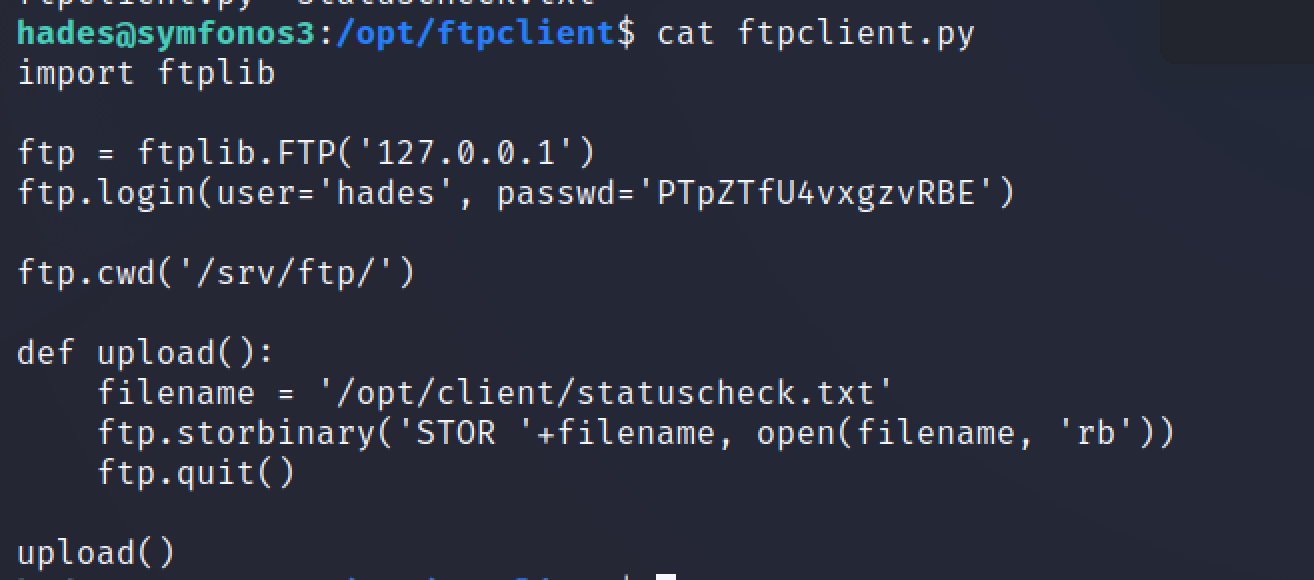 hades@symfonos3:/opt/ftpclient$ cat ftpclient.py
import ftplib
ftp = ftplib.FTP('127.0.0.1')
ftp.login(user='hades', passwd='PTpZTfU4vxgzvRBE')
ftp.cwd('/srv/ftp/')
def upload():
    filename = '/opt/client/statuscheck.txt'
    ftp.storbinary('STOR '+filename, open(filename, 'rb'))
    ftp.quit()
upload()